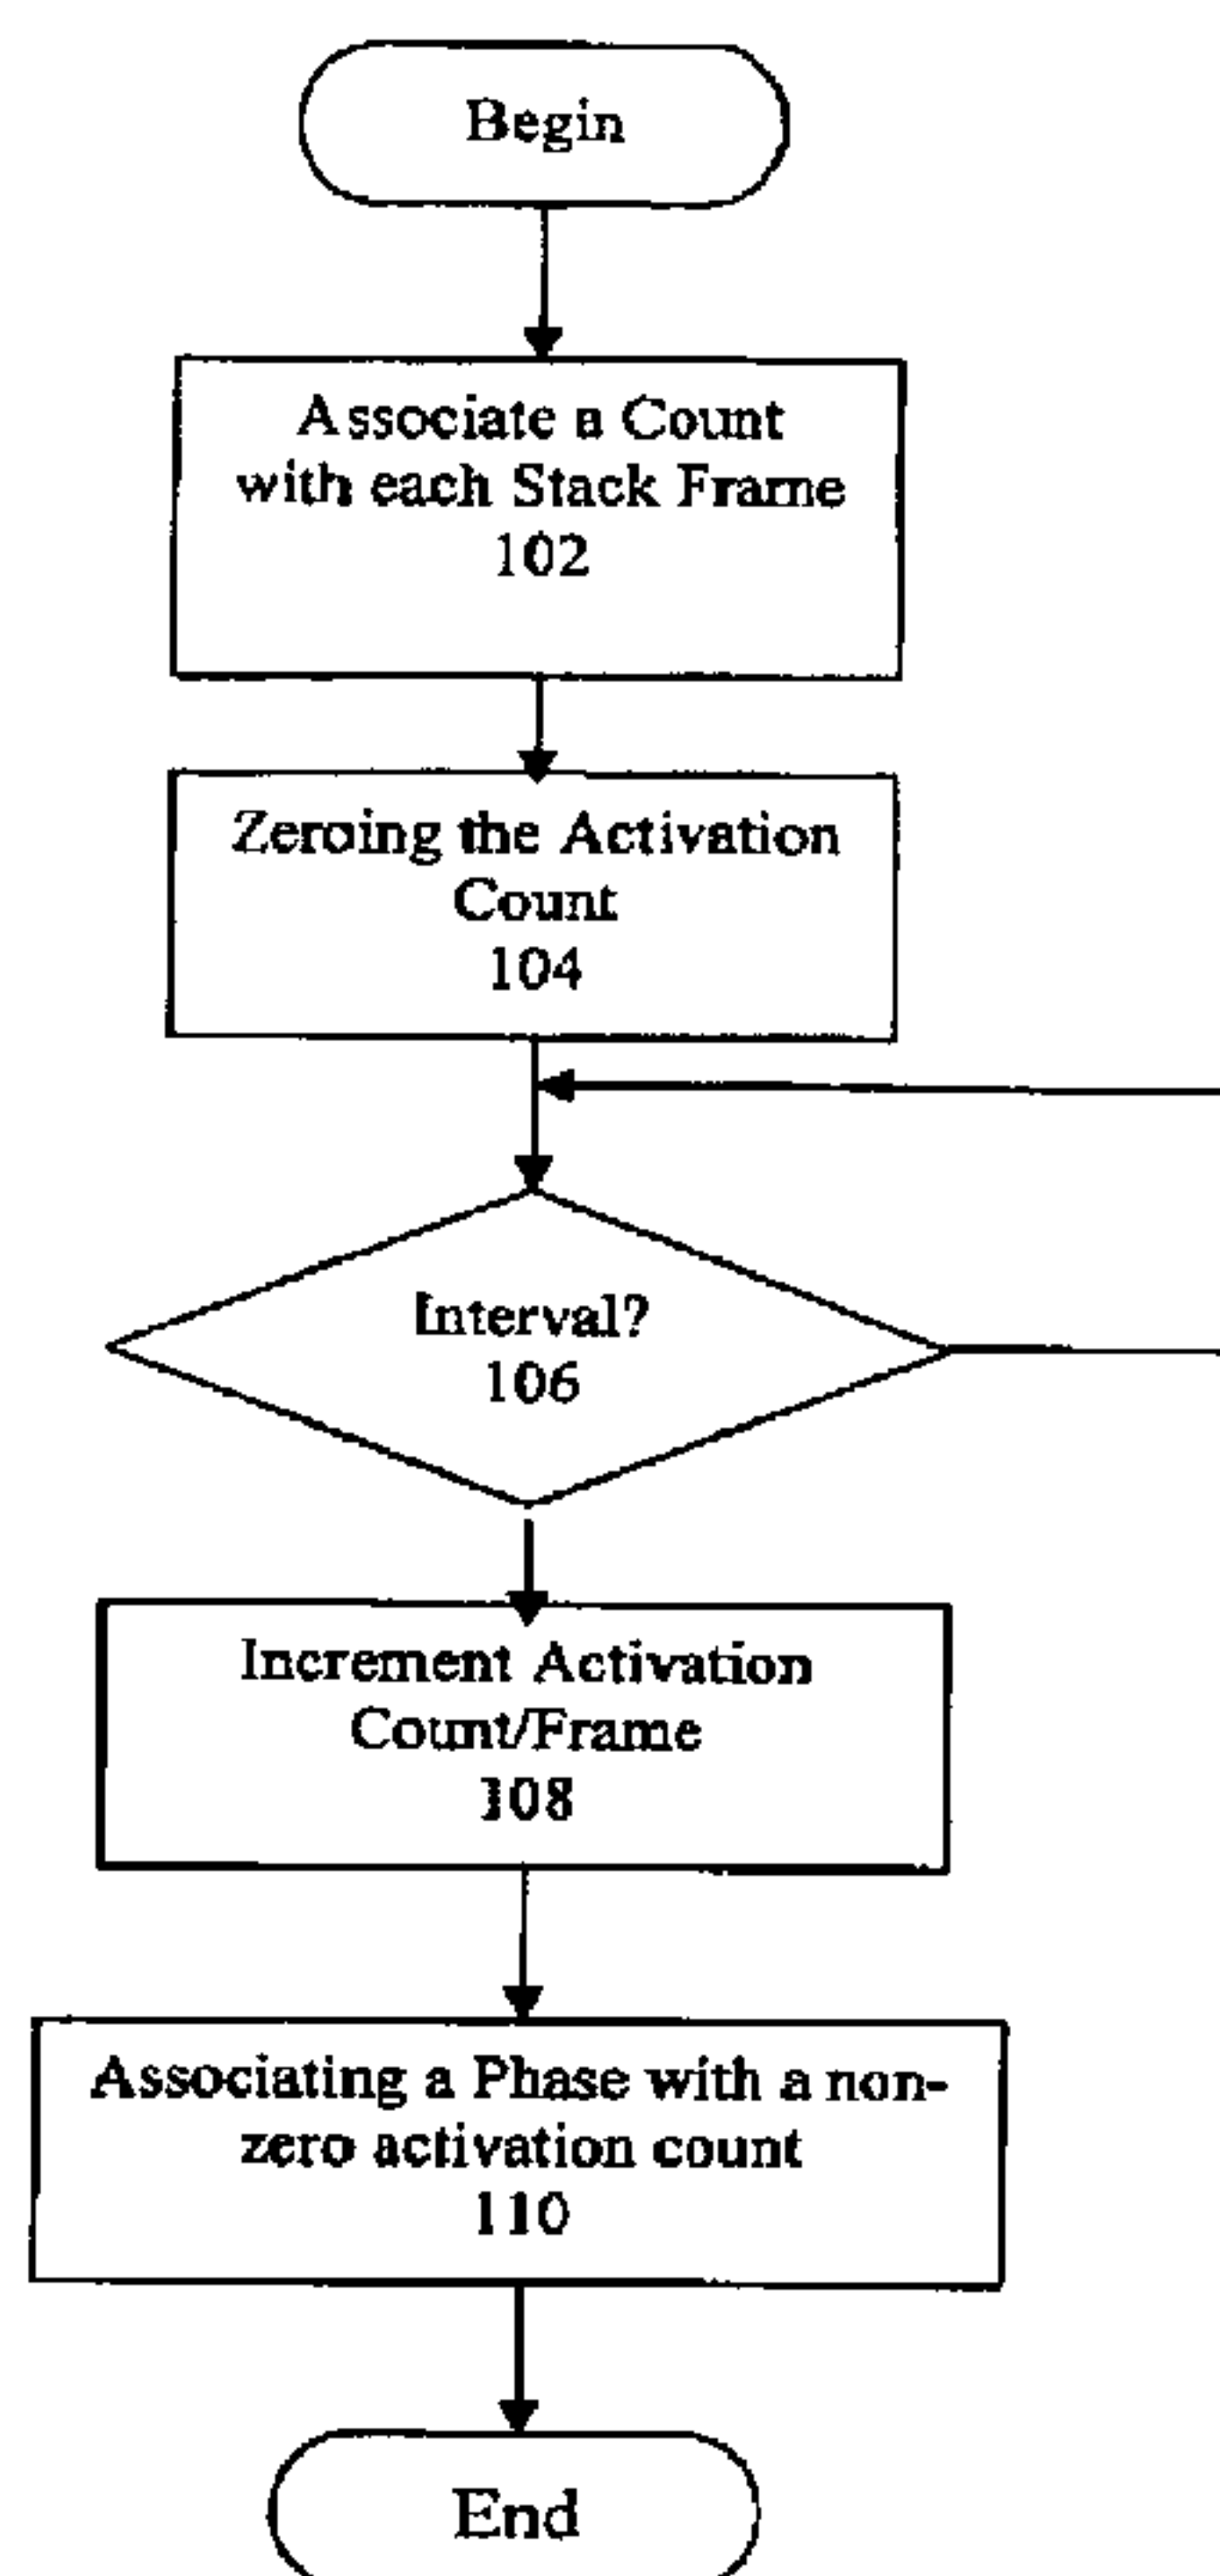 Begin
Associate a Count
with each Stack Frame
102
Zeroing the Activation
Count
104
Interval?
106
Increment Activation
Count/Frame
108
Associating a Phase with a non-
zero activation count
110
End